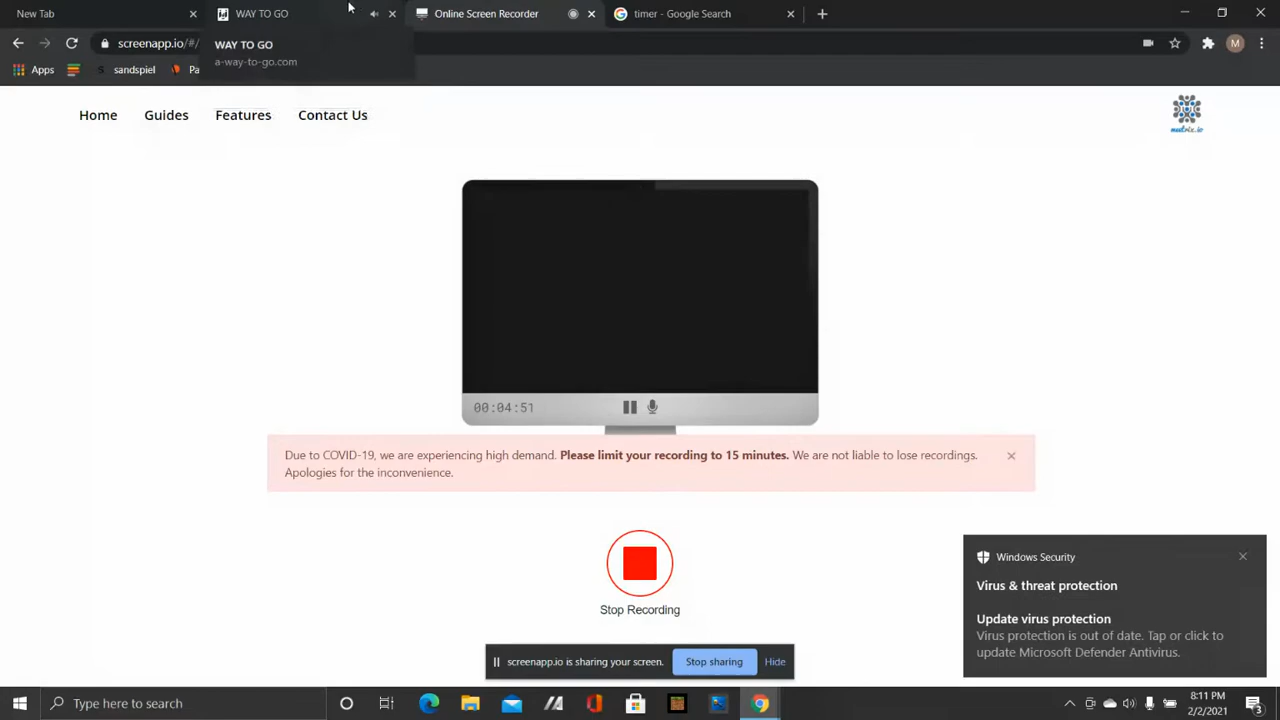 New Tab
WAY TO GO
Online Screen Recorder
timer - Google Search
screenapp.io/#/
WAY TO GO
a-way-to-go.com
M
Apps
sandspiel
Pa
Home
Guides
Features
Contact Us
nutrix.io
00:04:51
Due to COVID-19, we are experiencing high demand. Please limit your recording to 15 minutes. We are not liable to lose recordings.
Apologies for the inconvenience.
Stop Recording
Windows Security
Virus & threat protection
Update virus protection
Virus protection is out of date. Tap or click to
update Microsoft Defender Antivirus.
screenapp.io is sharing your screen.
Stop sharing
Hide
Type here to search
8:11 PM
2/2/2021
3